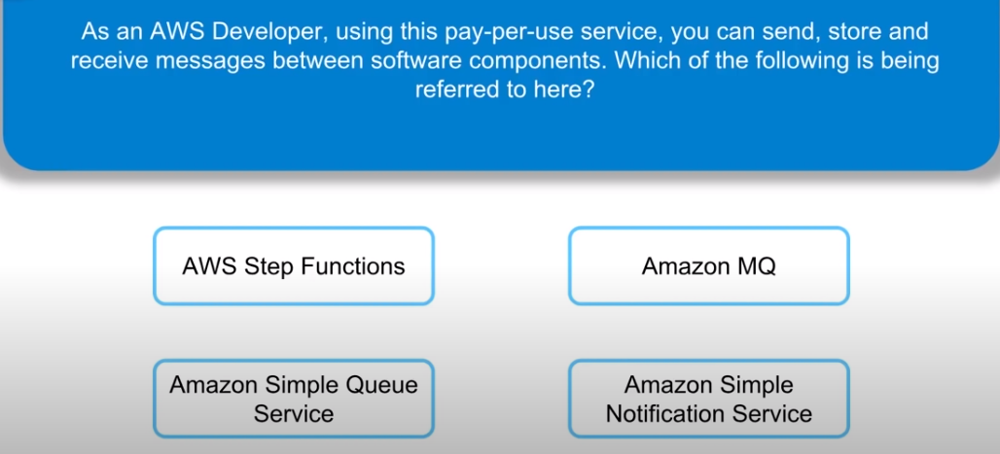 As an AWS Developer, using this pay-per-use service, you can send, store and
receive messages between software components. Which of the following is being
referred to here?
AWS Step Functions
Amazon MQ
Amazon Simple Queue
Service
Amazon Simple
Notification Service